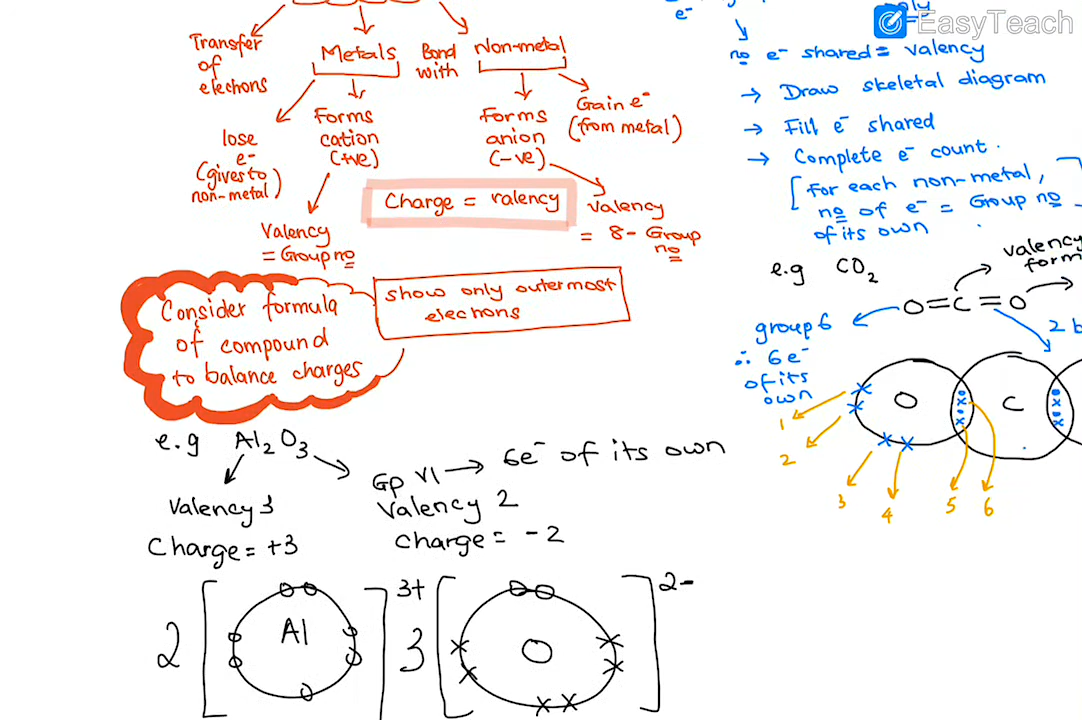 EasyTeach
Transfer
of
elechons
Metals
Bond
with
Non-metal
lose
e⁻
(gives to
non-metal)
Forms
cation
(+ve)
Forms
anion
(-ve)
Gain e⁻
(from metal)
Valency
= Group no
Charge = valency
Valency
= 8 - Group
no
Consider formula
of compound
to balance charges
show only outermost
elechons
e.g Al₂O₃
Valency 3
Charge = +3
Gp VI → 6e⁻ of its own
Valency 2
charge = -2
2 [ Al ] 3+
3 [ O ] 2-
e⁻
no e⁻ shared = valency
→ Draw skeletal diagram
→ Fill e⁻ shared
→ Complete e⁻ count.
[For each non-metal,
no of e⁻ = Group no
of its own
e.g CO₂
valency
form
O=C=O
group 6
∴ 6e⁻
of its
own
2 b
O C
1
2
3
4
5
6